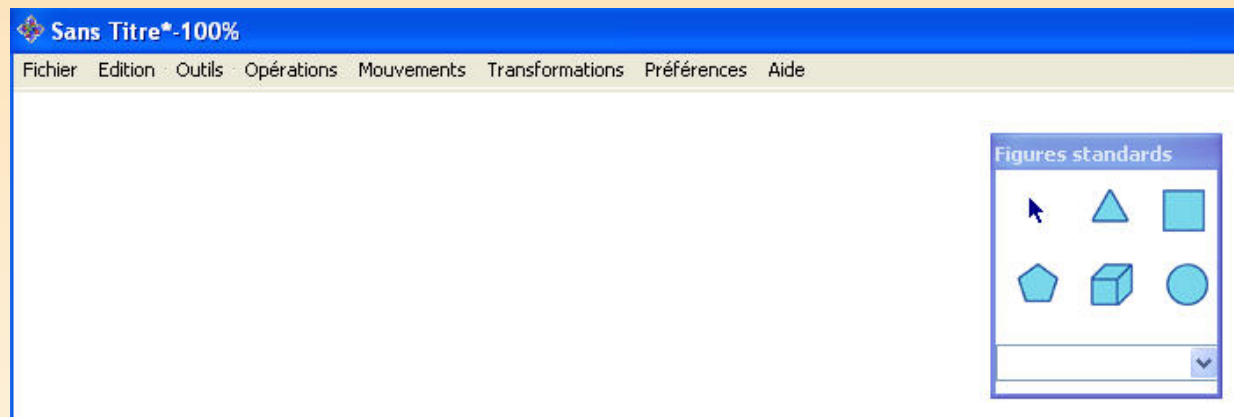 Sans Titre*-100%
Fichier Edition Outils Opérations Mouvements Transformations Préférences Aide
Figures standards